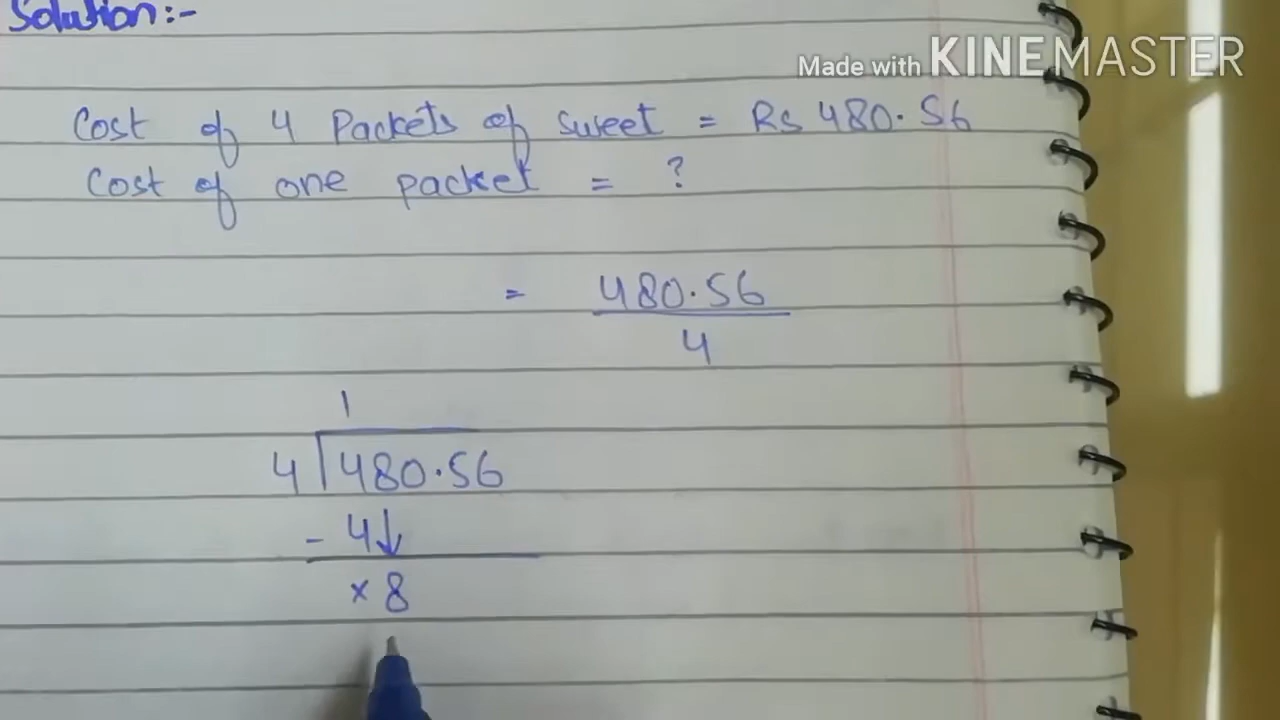 Solution:-
Made with KINEMASTER
Cost of 4 Packets of sweet = Rs 480.56
Cost of one packet = ?
= 480.56
4
1
4 480.56
- 4↓
× 8